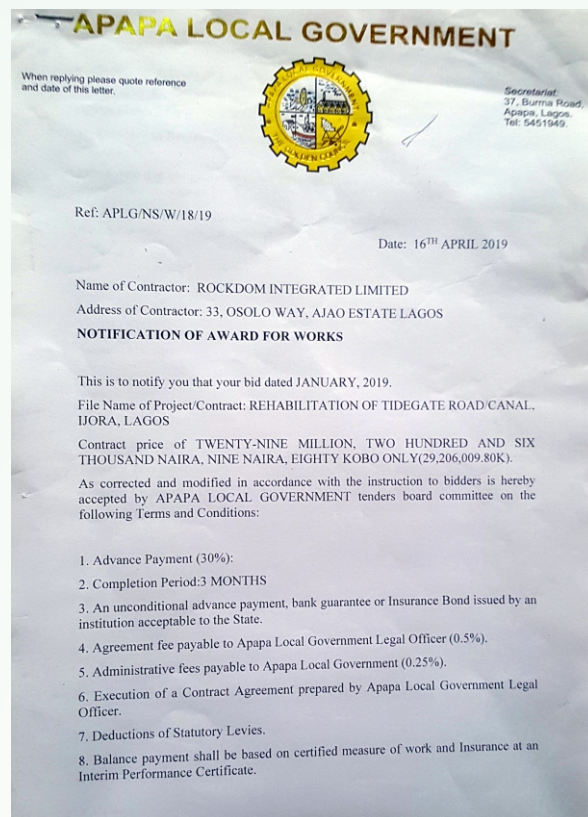 APAPA LOCAL GOVERNMENT
When replying please quote reference
and date of this letter.
Secretariat:
37, Burma Road,
Apapa, Lagos.
Tel: 5451949.
APAPA LOCAL GOVERNMENT
THE GOLDEN COUNCIL
Ref: APLG/NS/W/18/19
Date: 16TH APRIL 2019
Name of Contractor: ROCKDOM INTEGRATED LIMITED
Address of Contractor: 33, OSOLO WAY, AJAO ESTATE LAGOS
NOTIFICATION OF AWARD FOR WORKS
This is to notify you that your bid dated JANUARY, 2019.
File Name of Project/Contract: REHABILITATION OF TIDEGATE ROAD/CANAL,
IJORA, LAGOS
Contract price of TWENTY-NINE MILLION, TWO HUNDRED AND SIX
THOUSAND NAIRA, NINE NAIRA, EIGHTY KOBO ONLY(29,206,009.80K).
As corrected and modified in accordance with the instruction to bidders is hereby
accepted by APAPA LOCAL GOVERNMENT tenders board committee on the
following Terms and Conditions:
1. Advance Payment (30%):
2. Completion Period:3 MONTHS
3. An unconditional advance payment, bank guarantee or Insurance Bond issued by an
institution acceptable to the State.
4. Agreement fee payable to Apapa Local Government Legal Officer (0.5%).
5. Administrative fees payable to Apapa Local Government (0.25%).
6. Execution of a Contract Agreement prepared by Apapa Local Government Legal
Officer.
7. Deductions of Statutory Levies.
8. Balance payment shall be based on certified measure of work and Insurance at an
Interim Performance Certificate.